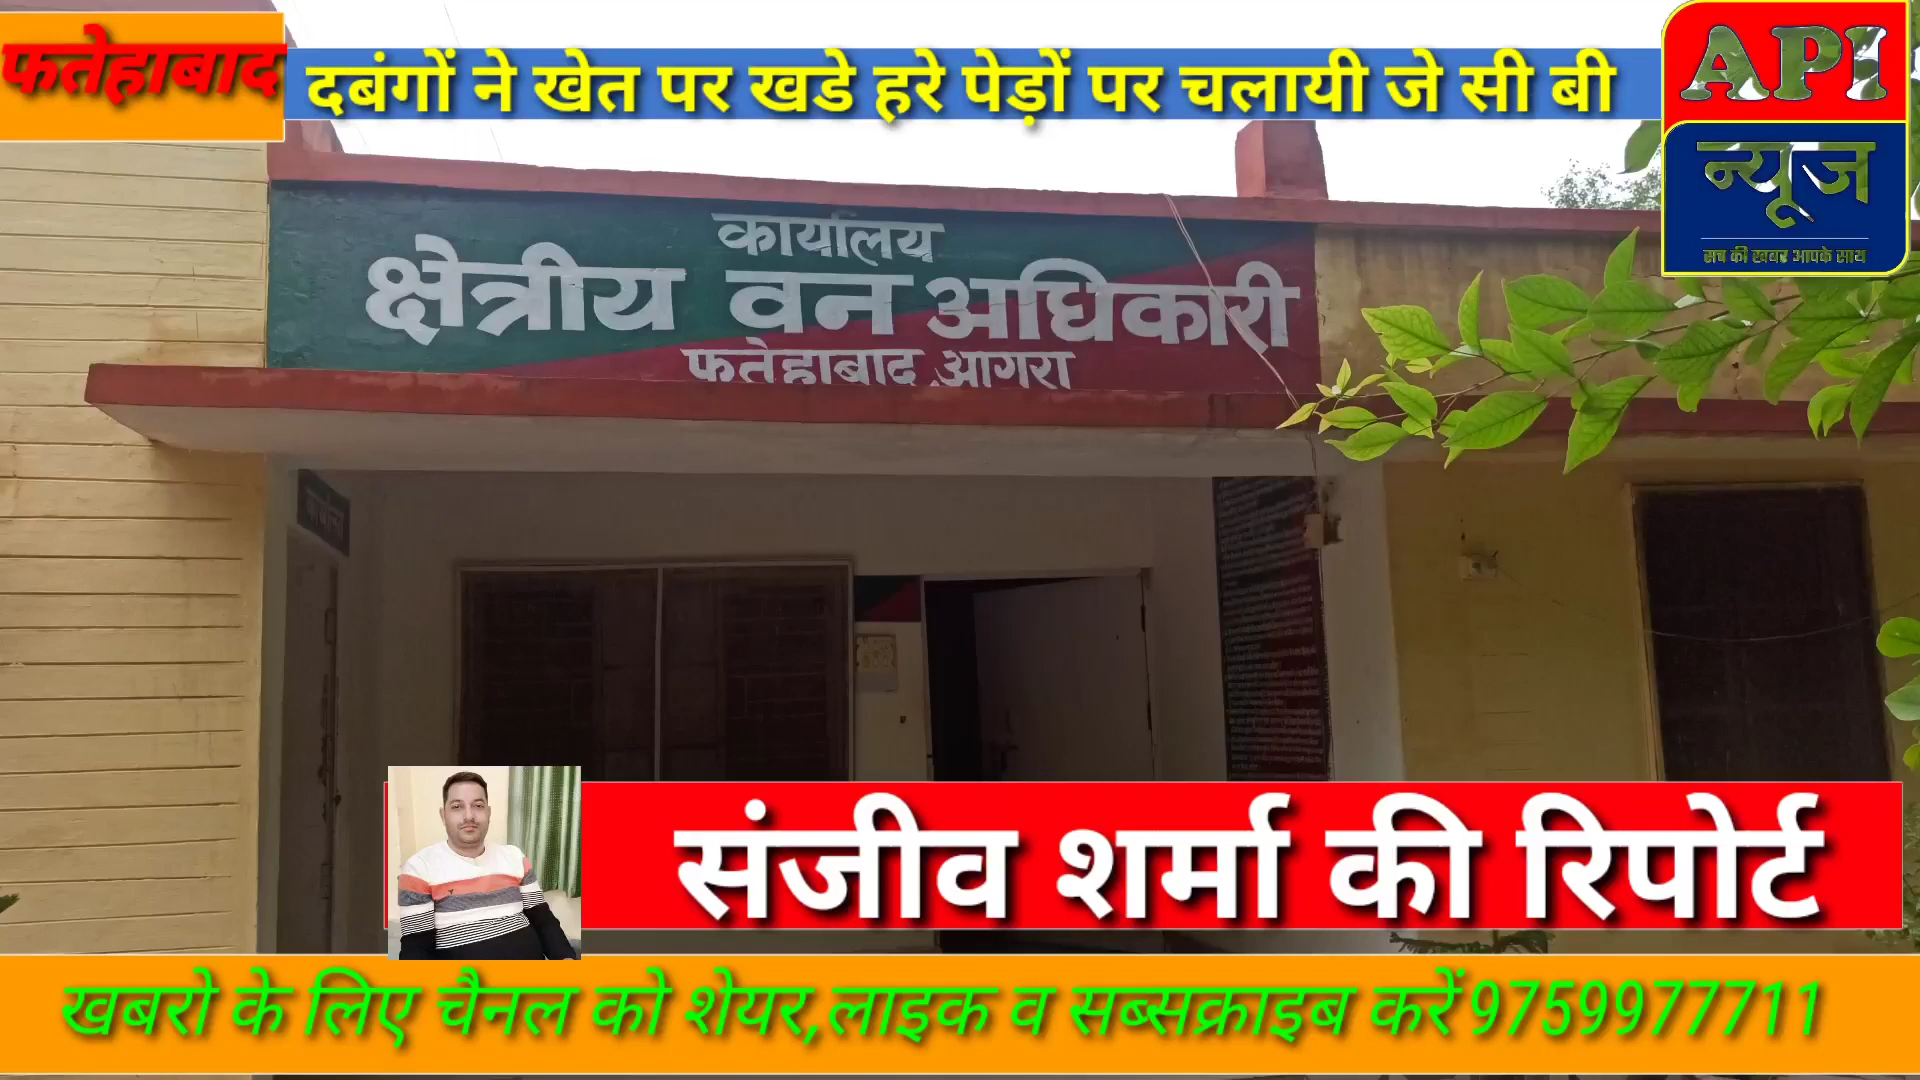 फतेहाबाद
दबंगों ने खेत पर खडे हरे पेड़ों पर चलायी जे सी बी
API
न्यूज
सच की खबर आपके साथ
कार्यालय
क्षेत्रीय वन अधिकारी
फतेहाबाद आगरा
संजीव शर्मा की रिपोर्ट
खबरो के लिए चैनल को शेयर,लाइक व सब्सक्राइब करें 9759977711